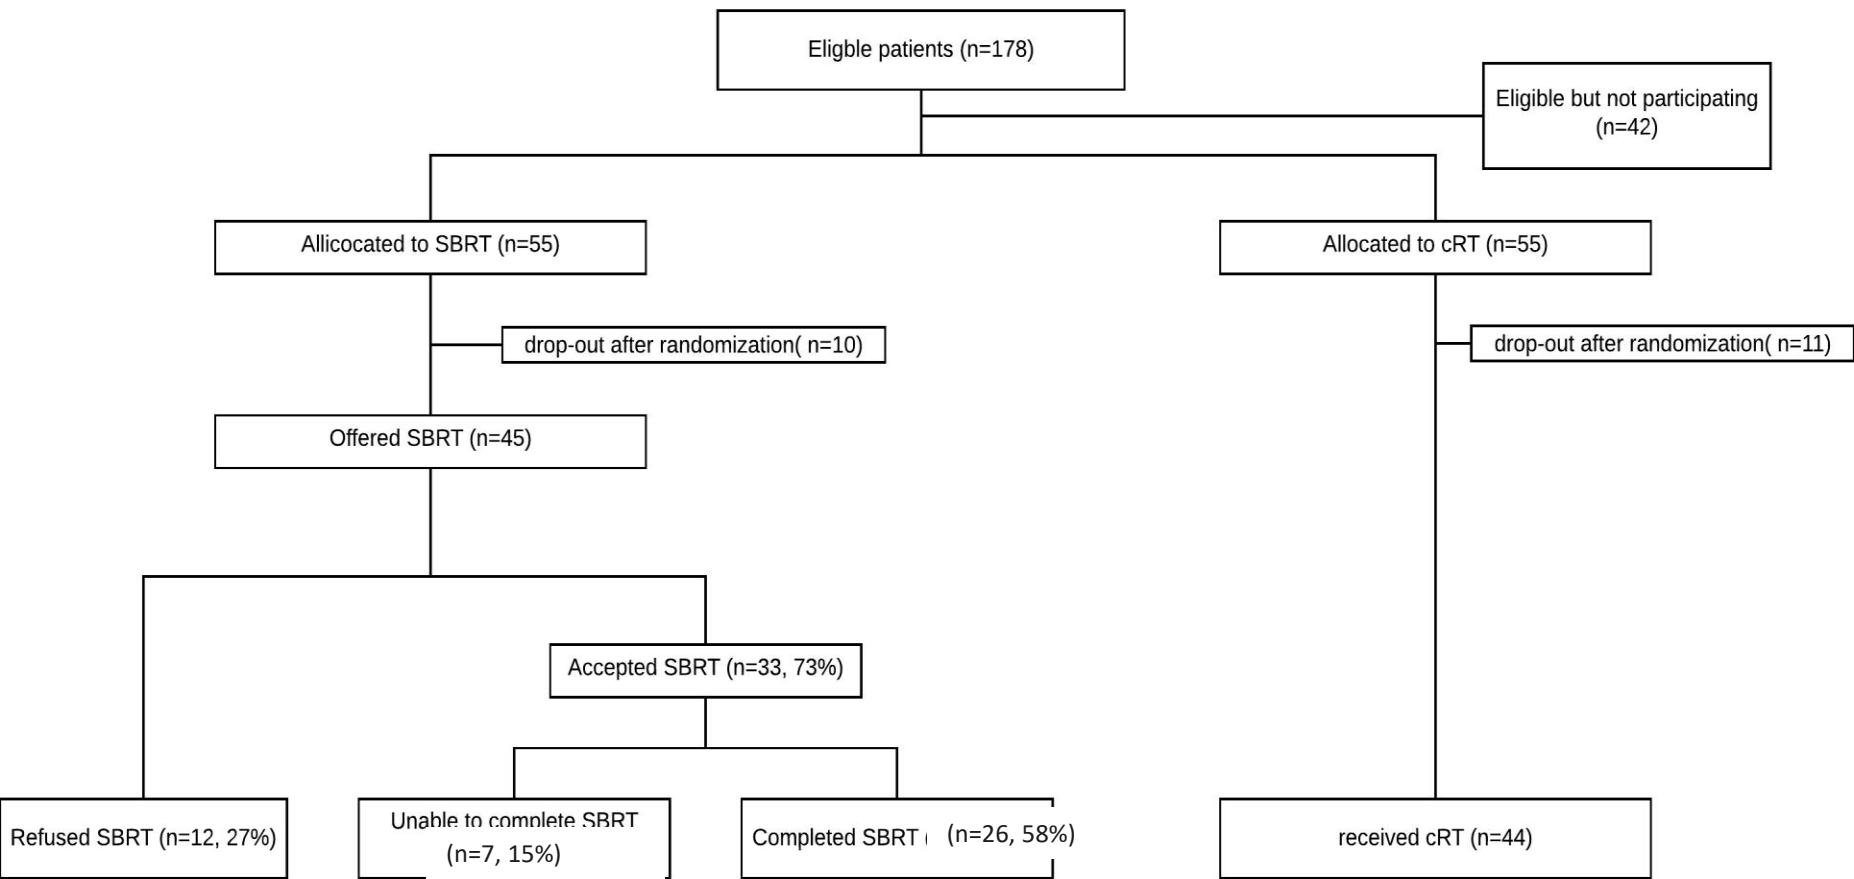 Eligble patients (n=178)
Eligible but not participating
(n=42)
Allicocated to SBRT (n=55)
Allocated to cRT (n=55)
drop-out after randomization( n=10)
drop-out after randomization( n=11)
Offered SBRT (n=45)
Accepted SBRT (n=33, 73%)
Refused SBRT (n=12, 27%)
Unable to complete SBRT
(n=7, 15%)
Completed SBRT ( (n=26, 58%)
received cRT (n=44)